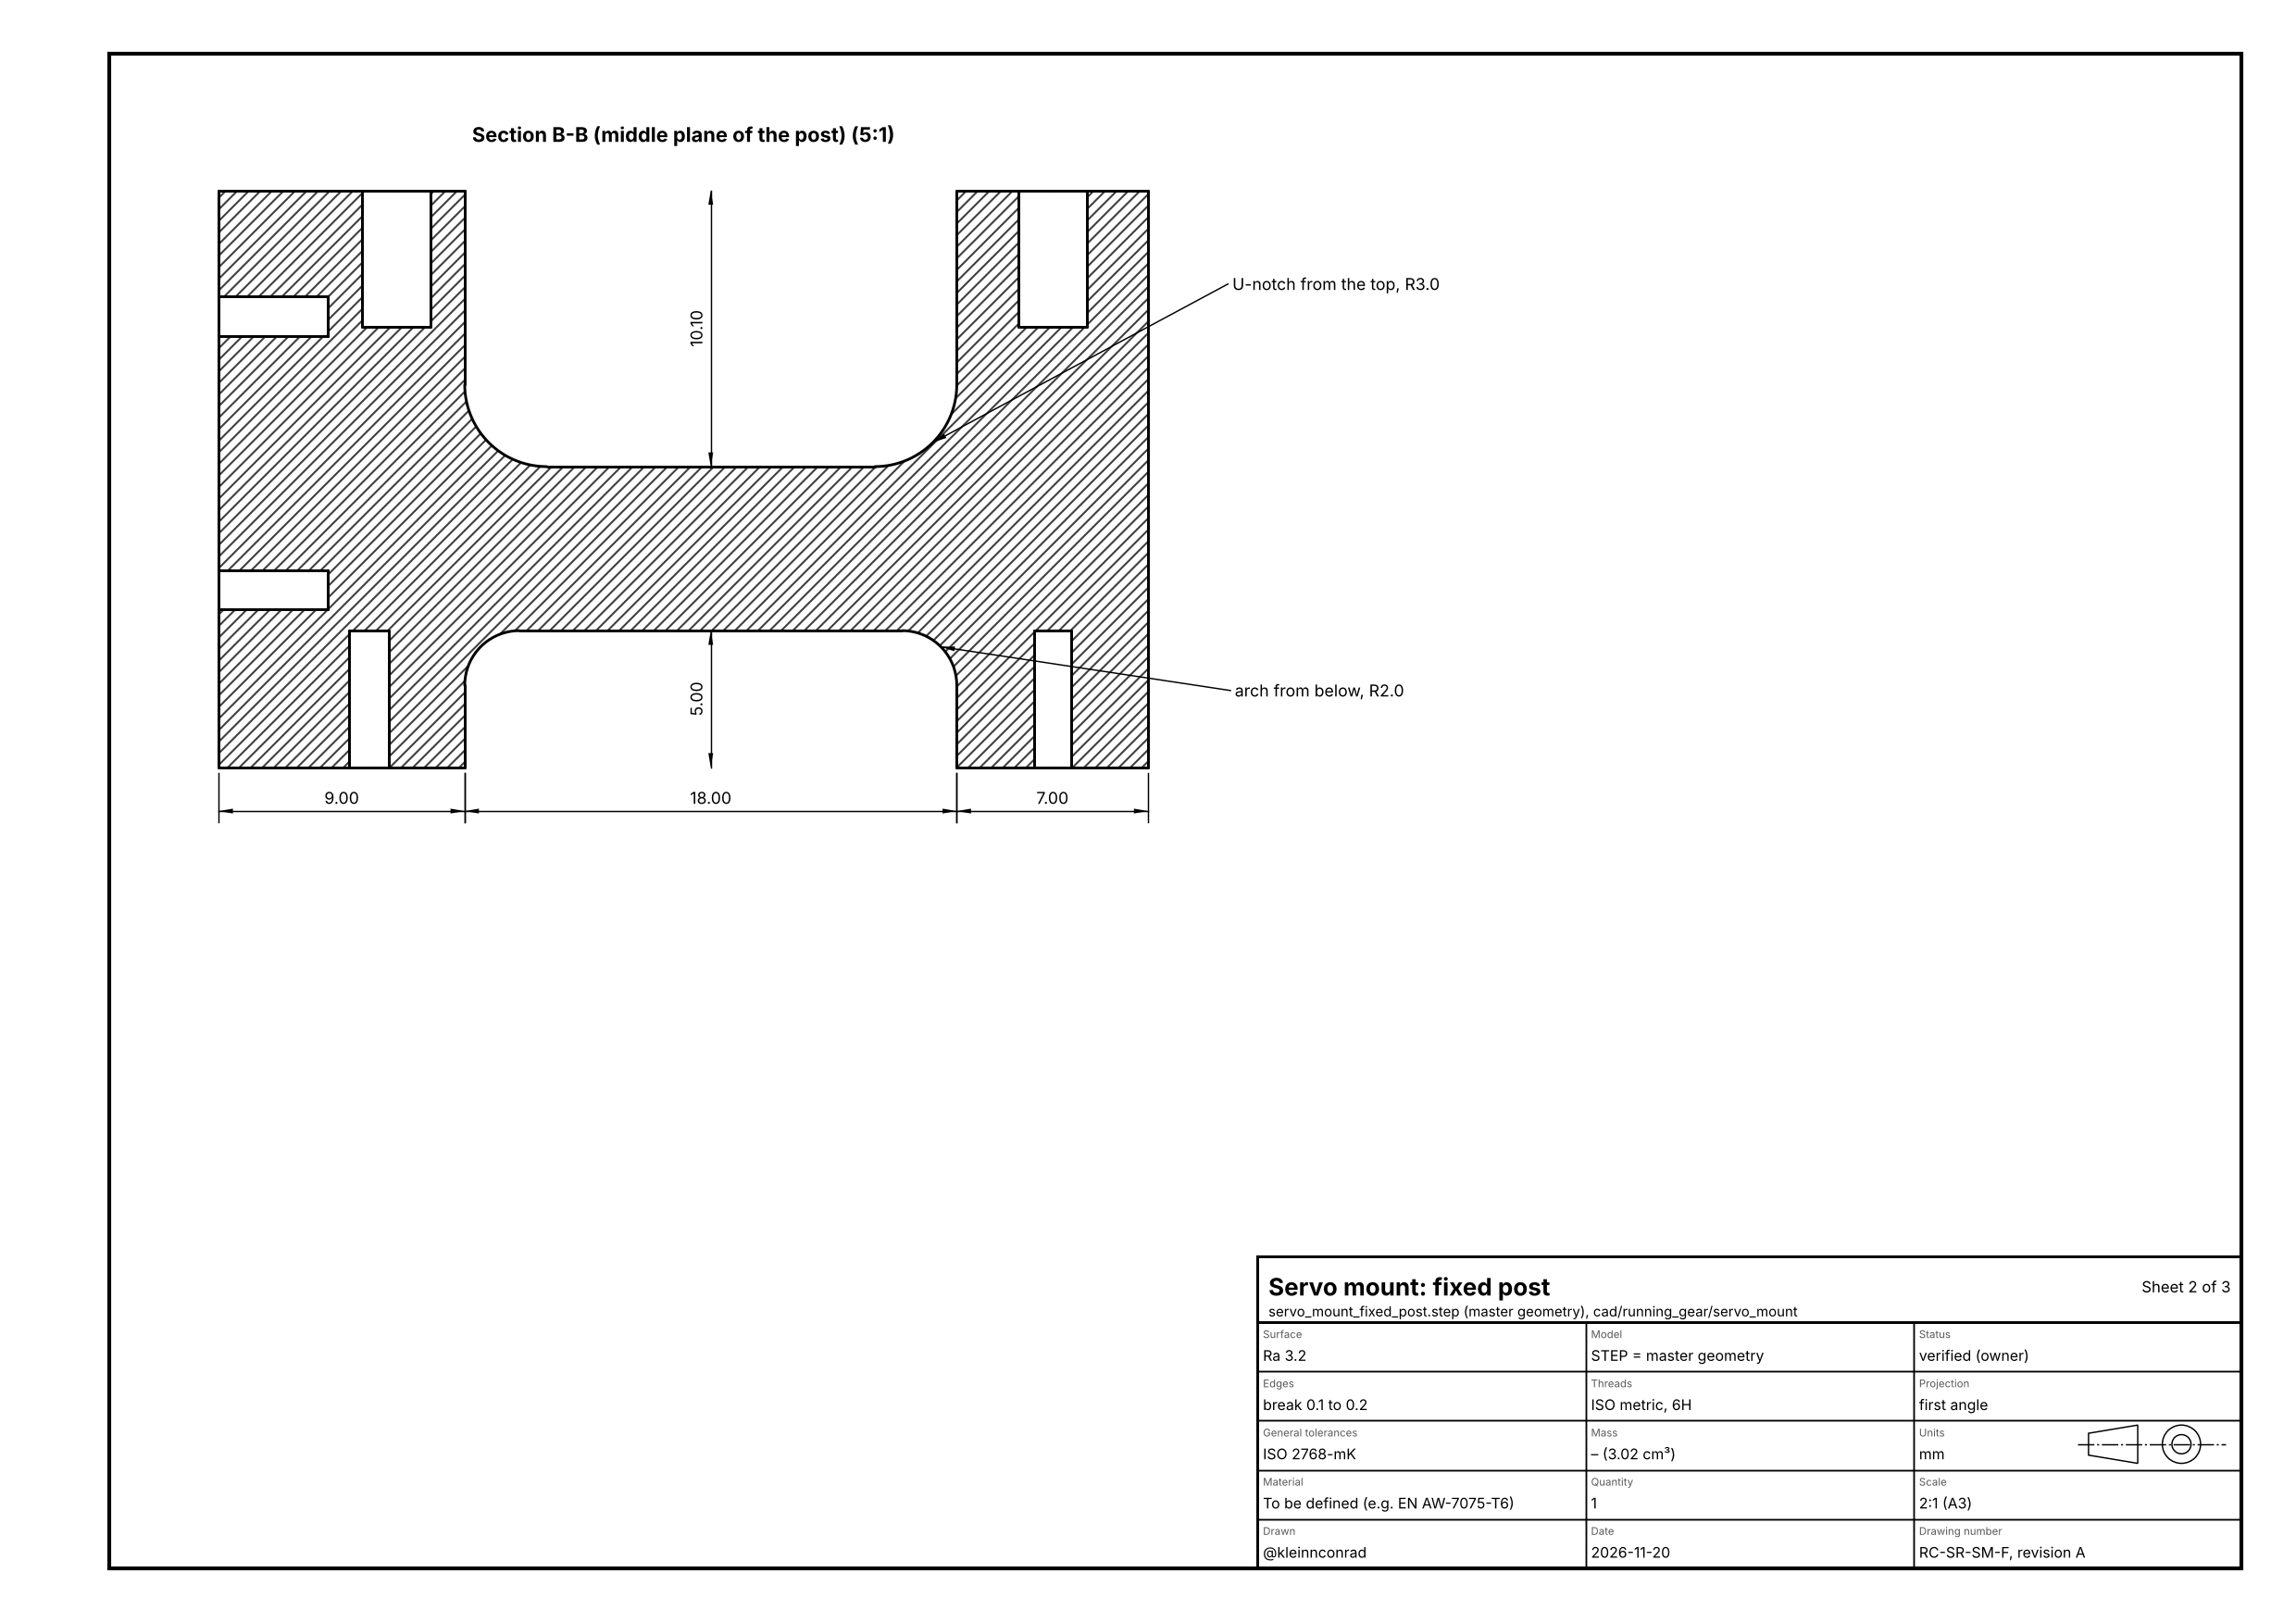 Section B-B (middle plane of the post) (5:1)
U-notch from the top, R3.0
10.10
arch from below, R2.0
5.00
9.00
18.00
7.00
Servo mount: fixed post
Sheet 2 of 3
servo_mount_fixed_post.step (master geometry), cad/running_gear/servo_mount
Surface
Ra 3.2
Model
STEP = master geometry
Status
verified (owner)
Edges
break 0.1 to 0.2
Threads
ISO metric, 6H
Projection
first angle
General tolerances
ISO 2768-mK
Mass
– (3.02 cm³)
Units
mm
Material
To be defined (e.g. EN AW-7075-T6)
Quantity
1
Scale
2:1 (A3)
Drawn
@kleinnconrad
Date
2026-11-20
Drawing number
RC-SR-SM-F, revision A